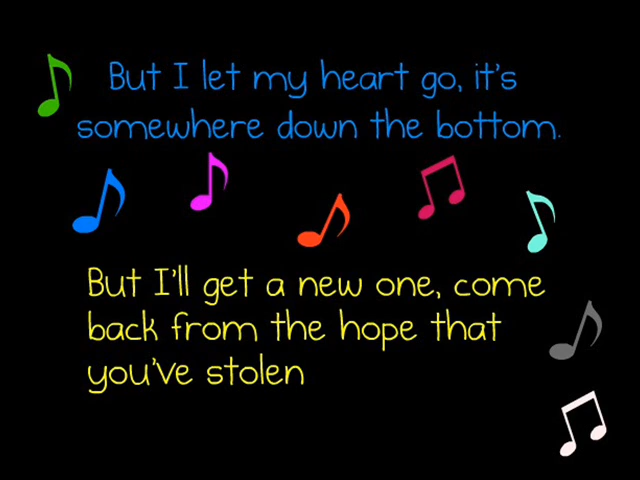 But I let my heart go, it's
somewhere down the bottom.
But I'll get a new one, come
back from the hope that
you've stolen